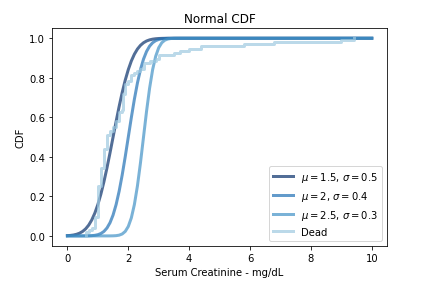 Normal CDF
CDF
1.0
0.8
0.6
0.4
0.2
0.0
μ = 1.5, σ = 0.5
μ = 2, σ = 0.4
μ = 2.5, σ = 0.3
Dead
0 2 4 6 8 10
Serum Creatinine - mg/dL